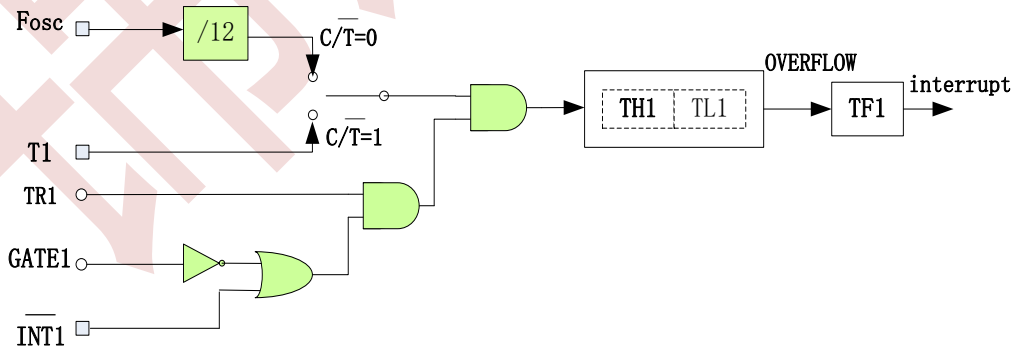 Fosc
/12
C/T=0
OVERFLOW
interrupt
TH1 TL1
TF1
C/T=1
T1
TR1
GATE1
INT1